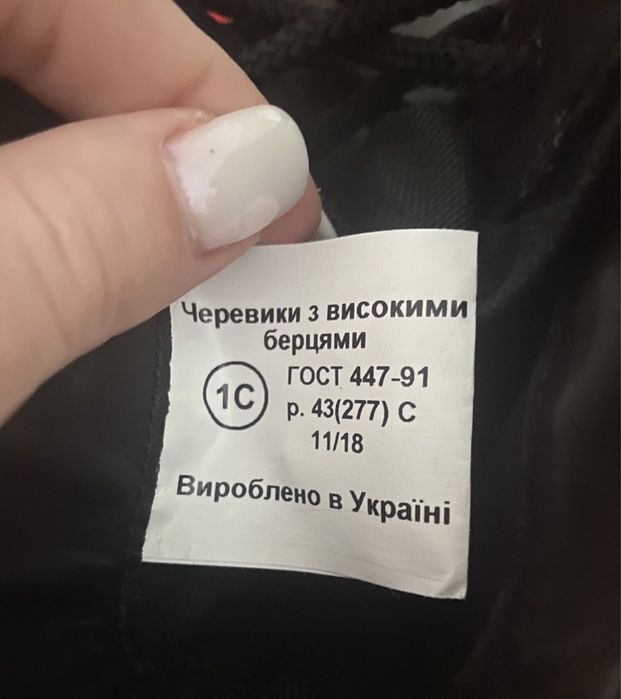 Черевики з високими
берцями
1С
ГОСТ 447-91
р. 43(277) С
11/18
Вироблено в Україні